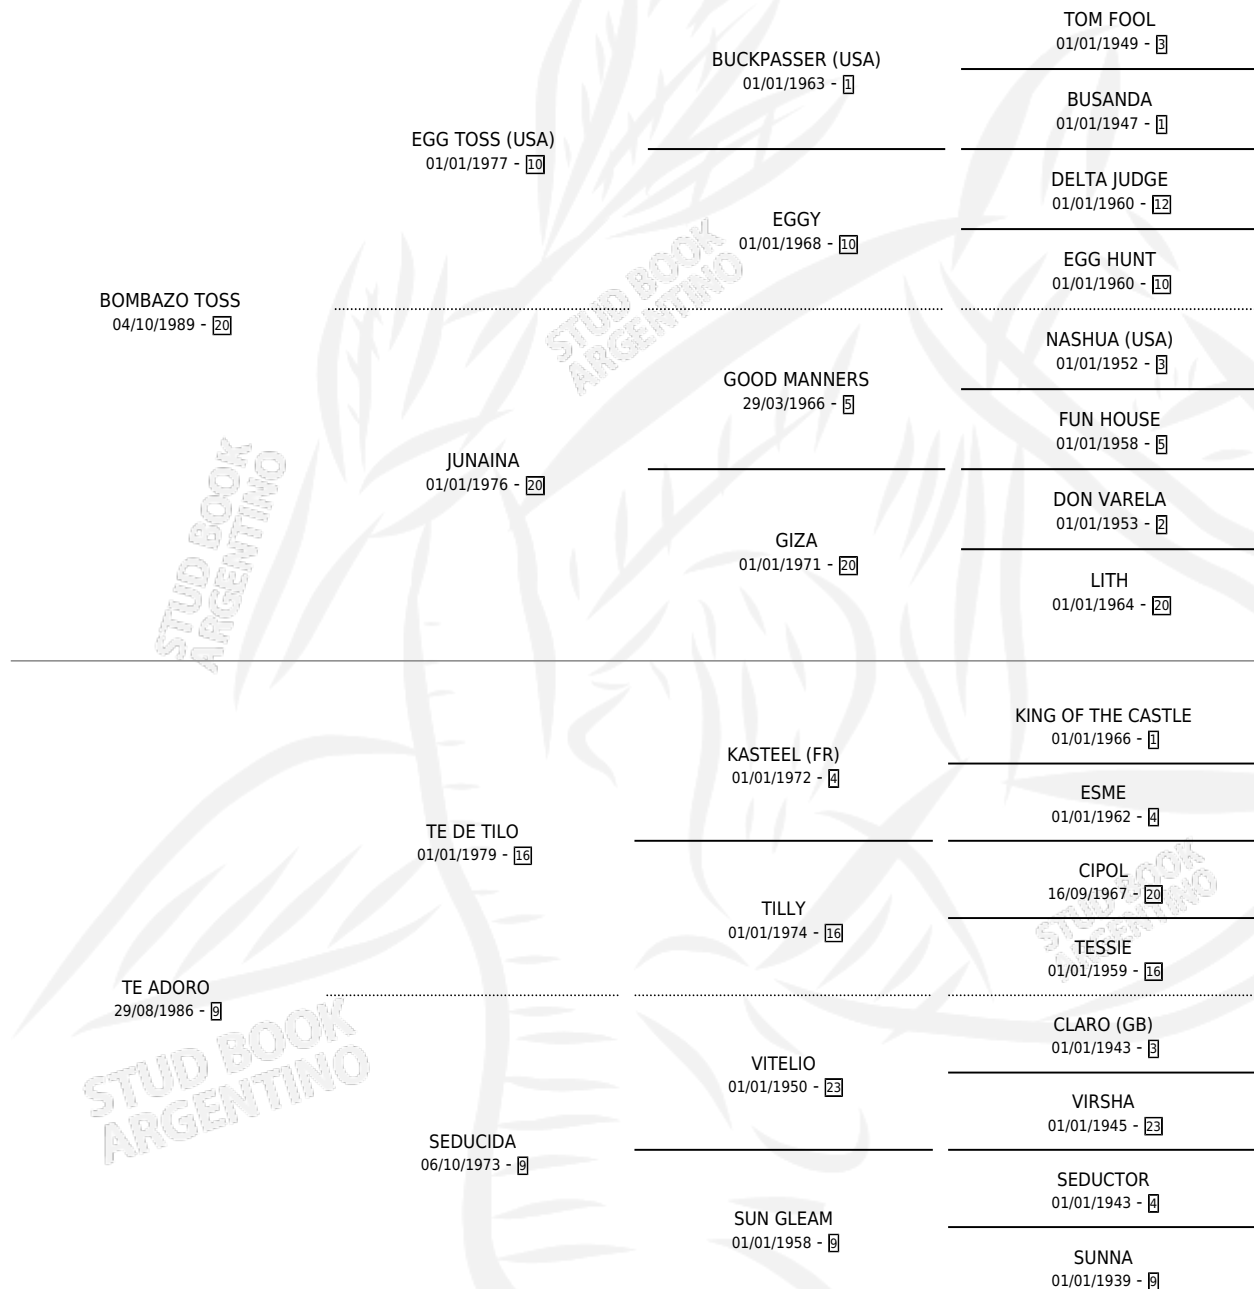 TOM FOOL
01/01/1949 - 3
BUCKPASSER (USA)
01/01/1963 - 1
BUSANDA
01/01/1947 - 1
EGG TOSS (USA)
01/01/1977 - 10
DELTA JUDGE
01/01/1960 - 12
EGGY
01/01/1968 - 10
EGG HUNT
01/01/1960 - 10
BOMBAZO TOSS
04/10/1989 - 20
STUD BOOK
ARGENTINO
NASHUA (USA)
01/01/1952 - 3
GOOD MANNERS
29/03/1966 - 5
FUN HOUSE
01/01/1958 - 5
JUNAINA
01/01/1976 - 20
DON VARELA
01/01/1953 - 2
GIZA
01/01/1971 - 20
LITH
01/01/1964 - 20
STUD BOOK
ARGENTINO
KING OF THE CASTLE
01/01/1966 - 1
KASTEEL (FR)
01/01/1972 - 4
ESME
01/01/1962 - 4
TE DE TILO
01/01/1979 - 16
CIPOL
16/09/1967 - 20
TILLY
01/01/1974 - 16
TESSIE
01/01/1959 - 16
STUD BOOK
ARGENTINO
TE ADORO
29/08/1986 - 9
CLARO (GB)
01/01/1943 - 3
VITELIO
01/01/1950 - 23
VIRSHA
01/01/1945 - 23
STUD BOOK
ARGENTINO
SEDUCIDA
06/10/1973 - 9
SEDUCTOR
01/01/1943 - 4
SUN GLEAM
01/01/1958 - 9
SUNNA
01/01/1939 - 9